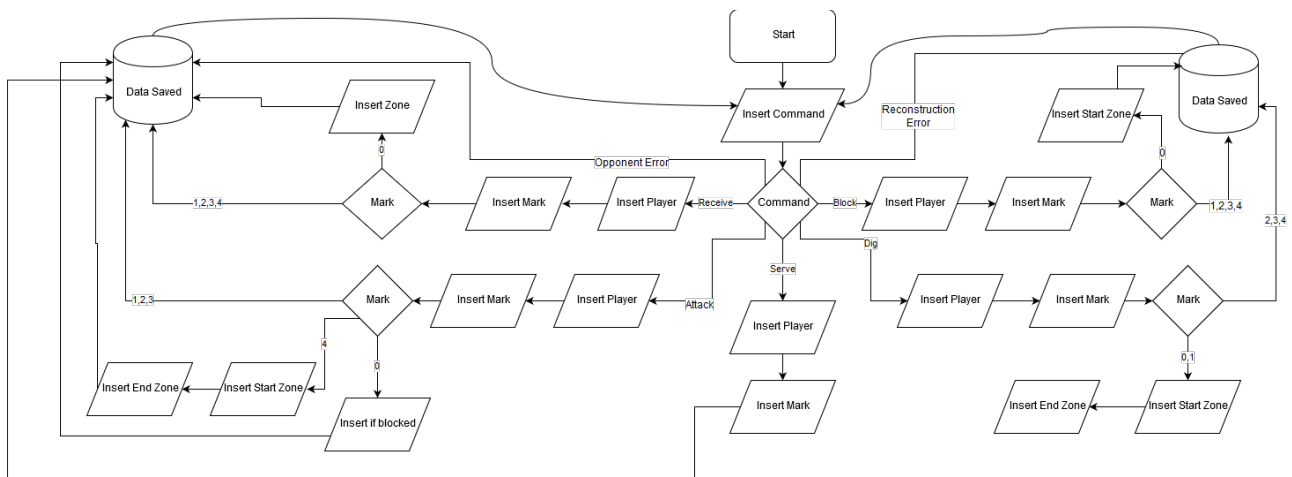 Start
Data Saved
Insert Zone
Insert Command
Reconstruction
Error
Insert Start Zone
Data Saved
0
Opponent Error
0
1,2,3,4
Mark
Insert Mark
Insert Player
Receive
Command
Block
Insert Player
Insert Mark
Mark
1,2,3,4
2,3,4
Dig
Serve
1,2,3
Mark
Insert Mark
Insert Player
Attack
Insert Player
Insert Player
Insert Mark
Mark
4
0
0,1
Insert End Zone
Insert Start Zone
Insert if blocked
Insert Mark
Insert End Zone
Insert Start Zone